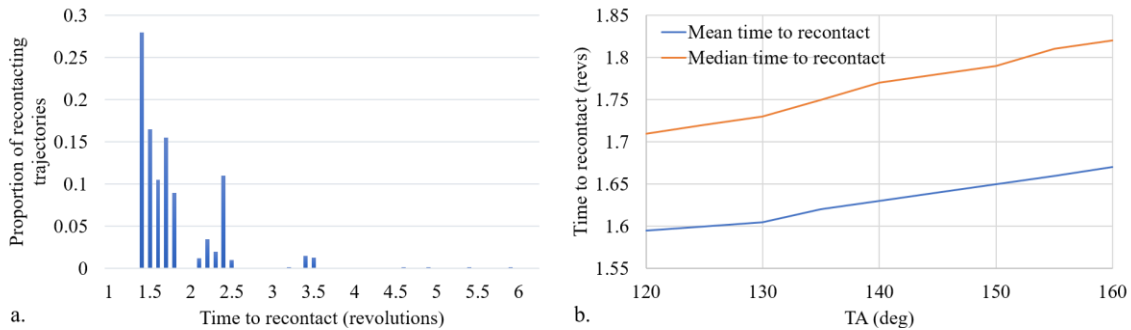 0.3
0.25
0.2
0.15
0.1
0.05
0
Proportion of recontacting
trajectories
1 1.5 2 2.5 3 3.5 4 4.5 5 5.5 6
Time to recontact (revolutions)
a.
1.85
1.8
1.75
1.7
1.65
1.6
1.55
Time to recontact (revs)
Mean time to recontact
Median time to recontact
120 130 140 150 160
TA (deg)
b.